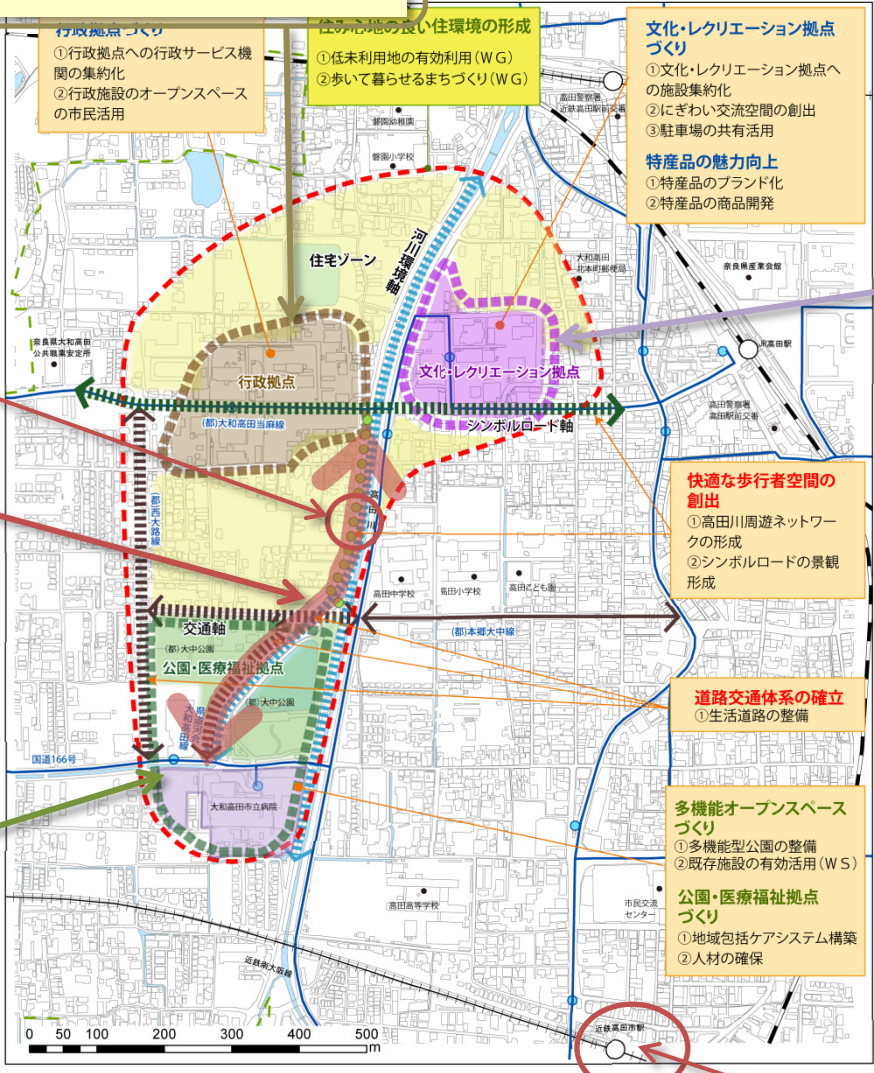 行政拠点づくり
①行政拠点への行政サービス機
関の集約化
②行政施設のオープンスペース
の市民活用
住み心地の良い住環境の形成
①低未利用地の有効利用(WG)
②歩いて暮らせるまちづくり(WG)
文化・レクリエーション拠点
づくり
①文化・レクリエーション拠点へ
の施設集約化
②にぎわい交流空間の創出
③駐車場の共有活用
特産品の魅力向上
①特産品のブランド化
②特産品の商品開発
高田警察署
近鉄高田駅前交番
磐園幼稚園
磐園小学校
河川環境軸
住宅ゾーン
大和高田
北本町郵便局
奈良県産業会館
奈良県大和高田
公共職業安定所
JR高田駅
行政拠点
文化・レクリエーション拠点
高田警察署
高田駅前交番
(都)大和高田当麻線
シンボルロード軸
快適な歩行者空間の
創出
①高田川周遊ネットワー
クの形成
②シンボルロードの景観
形成
(都)西大路線
高田川
高田中学校
高田小学校
高田こども園
交通軸
(都)本郷大中線
(都)大中公園
公園・医療福祉拠点
(都)大中公園
大和高田線
道路交通体系の確立
①生活道路の整備
国道166号
大和高田市立病院
多機能オープンスペース
づくり
①多機能型公園の整備
②既存施設の有効活用(WS)
公園・医療福祉拠点
づくり
①地域包括ケアシステム構築
②人材の確保
高田高等学校
市民交流
センター
近鉄南大阪線
近鉄高田市駅
0 50 100 200 300 400 500
m